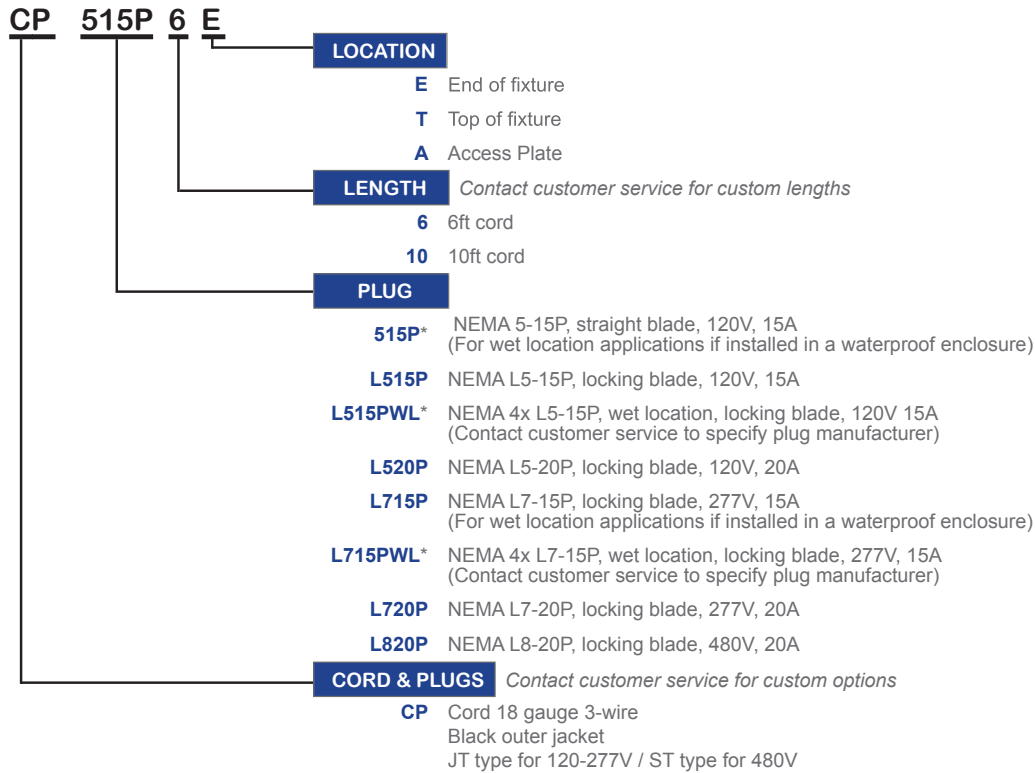 CP 515P 6 E
LOCATION
E End of fixture
T Top of fixture
A Access Plate
LENGTH Contact customer service for custom lengths
6 6ft cord
10 10ft cord
PLUG
515P* NEMA 5-15P, straight blade, 120V, 15A
(For wet location applications if installed in a waterproof enclosure)
L515P NEMA L5-15P, locking blade, 120V, 15A
L515PWL* NEMA 4x L5-15P, wet location, locking blade, 120V 15A
(Contact customer service to specify plug manufacturer)
L520P NEMA L5-20P, locking blade, 120V, 20A
L715P NEMA L7-15P, locking blade, 277V, 15A
(For wet location applications if installed in a waterproof enclosure)
L715PWL* NEMA 4x L7-15P, wet location, locking blade, 277V, 15A
(Contact customer service to specify plug manufacturer)
L720P NEMA L7-20P, locking blade, 277V, 20A
L820P NEMA L8-20P, locking blade, 480V, 20A
CORD & PLUGS Contact customer service for custom options
CP Cord 18 gauge 3-wire
Black outer jacket
JT type for 120-277V / ST type for 480V